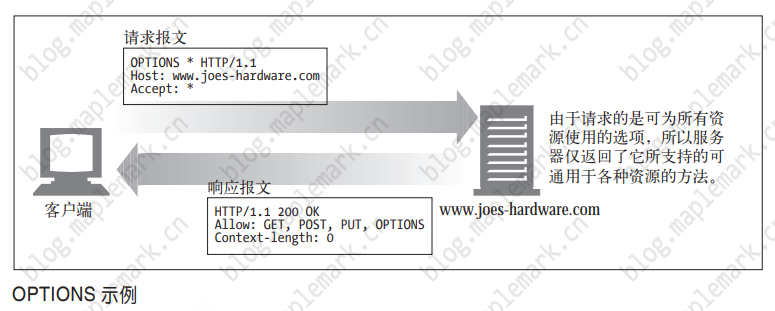 请求报文
OPTIONS * HTTP/1.1
Host: www.joes-hardware.com
Accept: *
由于请求的是可为所有资
源使用的选项，所以服务
器仅返回了它所支持的可
通用于各种资源的方法。
客户端
响应报文
HTTP/1.1 200 OK
Allow: GET, POST, PUT, OPTIONS
Context-length: 0
www.joes-hardware.com
OPTIONS 示例
blog.maplemark.cn